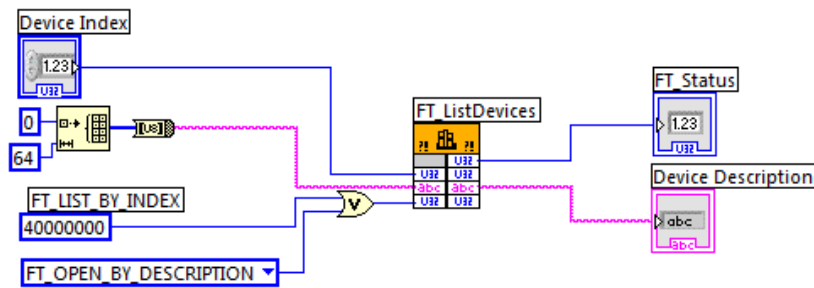 Device Index
1.23
U32
0
64
[U8]
FT_ListDevices
?! ?!
U32
U32 U32
abc abc
U32 U32
FT_Status
1.23
U32
Device Description
abc
abc
FT_LIST_BY_INDEX
40000000
V
FT_OPEN_BY_DESCRIPTION